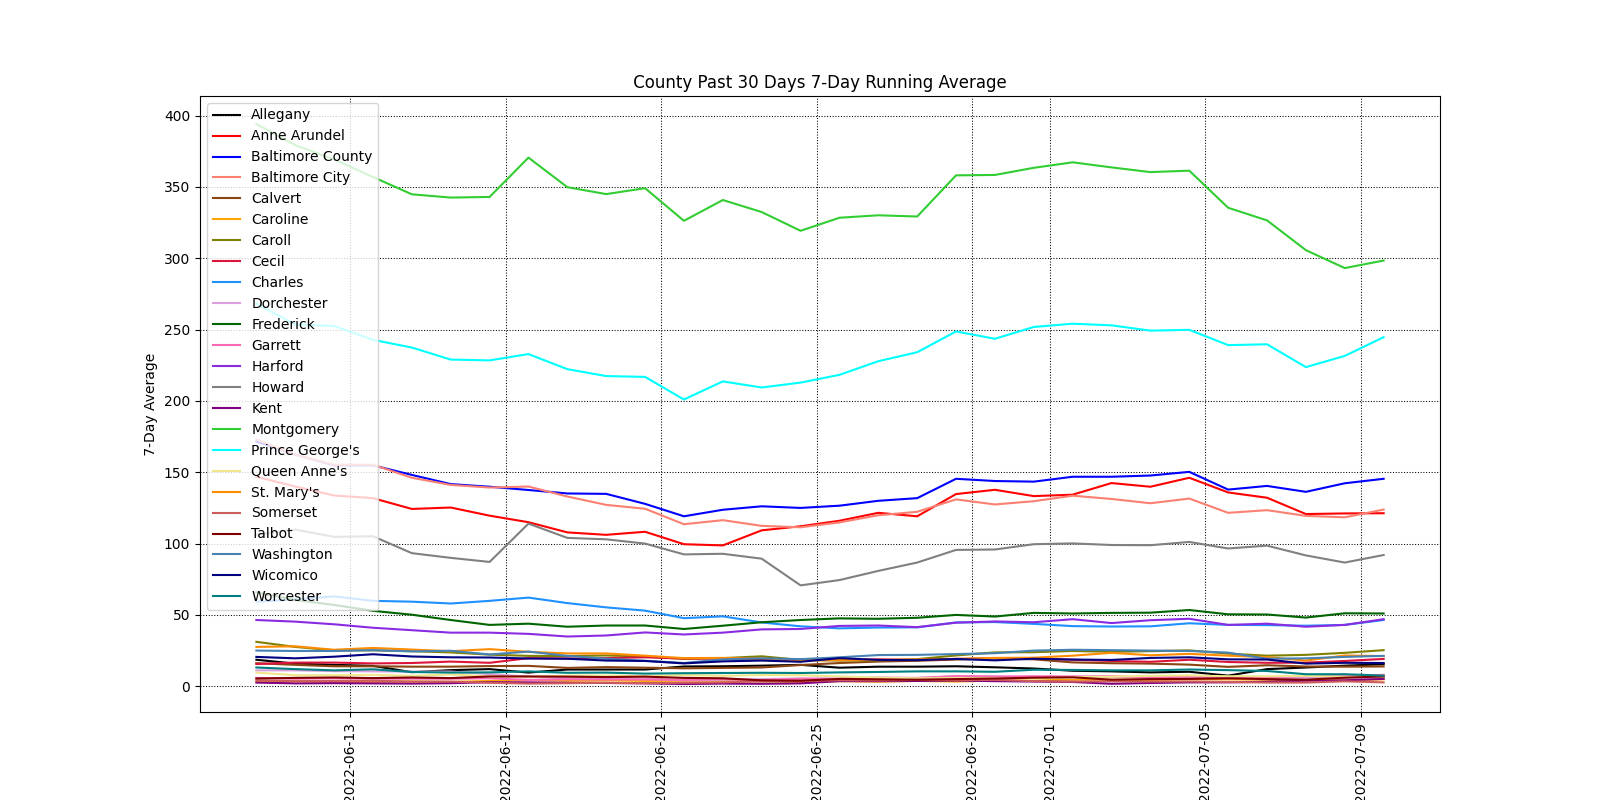 County Past 30 Days 7-Day Running Average
7-Day Average
400
350
300
250
200
150
100
50
0
Allegany
Anne Arundel
Baltimore County
Baltimore City
Calvert
Caroline
Caroll
Cecil
Charles
Dorchester
Frederick
Garrett
Harford
Howard
Kent
Montgomery
Prince George's
Queen Anne's
St. Mary's
Somerset
Talbot
Washington
Wicomico
Worcester
2022-06-13
2022-06-17
2022-06-21
2022-06-25
2022-06-29
2022-07-01
2022-07-05
2022-07-09